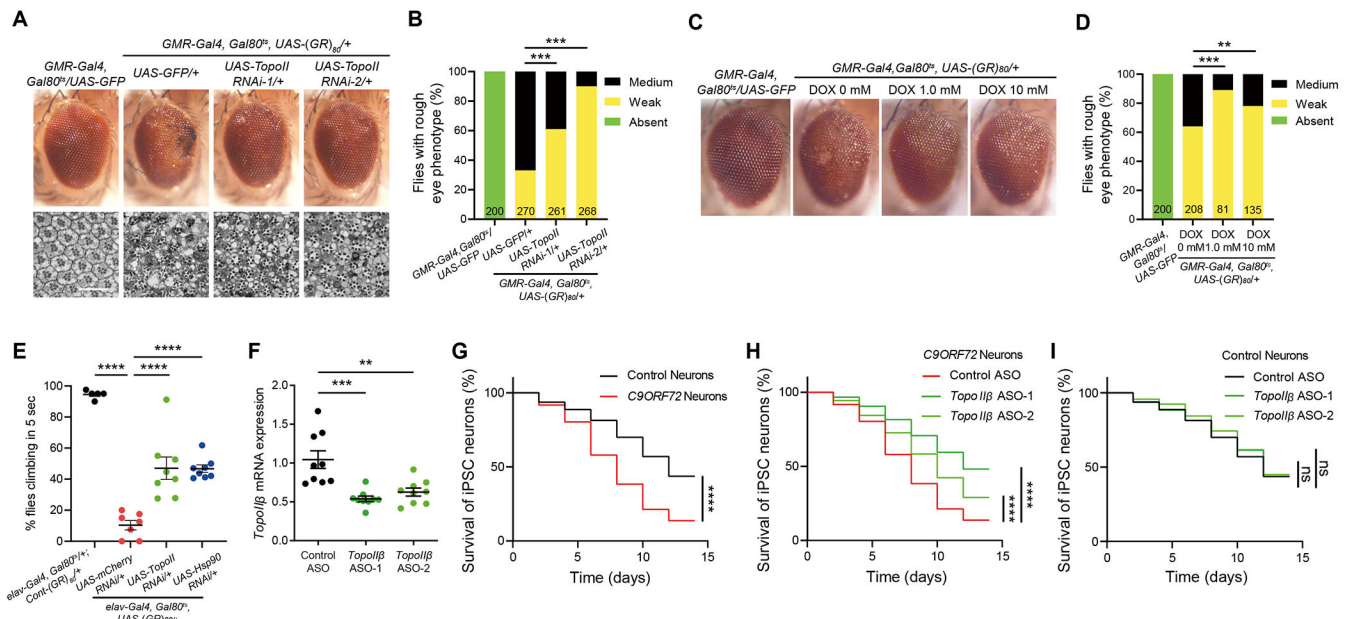 A
GMR-Gal4, Gal80ts, UAS-(GR)80/+
GMR-Gal4,
Gal80ts/UAS-GFP
UAS-GFP/+
UAS-TopoII
RNAi-1/+
UAS-TopoII
RNAi-2/+
B
***
***
Flies with rough
eye phenotype (%)
100
80
60
40
20
0
200
270
261
268
Medium
Weak
Absent
GMR-Gal4,Gal80ts/
UAS-GFP
UAS-GFP/+
UAS-TopoII
RNAi-1/+
UAS-TopoII
RNAi-2/+
GMR-Gal4, Gal80ts,
UAS-(GR)80/+
C
GMR-Gal4,
Gal80ts/UAS-GFP
GMR-Gal4,Gal80ts, UAS-(GR)80/+
DOX 0 mM
DOX 1.0 mM
DOX 10 mM
D
**
***
Flies with rough
eye phenotype (%)
100
80
60
40
20
0
200
208
81
135
Medium
Weak
Absent
GMR-Gal4,
Gal80ts/
UAS-GFP
DOX
0 mM
DOX
1.0 mM
DOX
10 mM
GMR-Gal4, Gal80ts,
UAS-(GR)80/+
E
****
****
****
% flies climbing in 5 sec
100
80
60
40
20
0
elav-Gal4, Gal80ts/+;
Cont-(GR)80/+
UAS-mCherry
RNAi/+
UAS-TopoII
RNAi/+
UAS-Hsp90
RNAi/+
elav-Gal4, Gal80ts,
F
**
***
TopoIIβ mRNA expression
2.0
1.5
1.0
0.5
0.0
Control
ASO
TopoIIβ
ASO-1
TopoIIβ
ASO-2
G
Control Neurons
C9ORF72 Neurons
Survival of iPSC neurons (%)
100
50
0
0
5
10
15
Time (days)
****
H
C9ORF72 Neurons
Control ASO
TopoIIβ ASO-1
TopoIIβ ASO-2
Survival of iPSC neurons (%)
100
50
0
0
5
10
15
Time (days)
****
****
I
Control Neurons
Control ASO
TopoIIβ ASO-1
TopoIIβ ASO-2
Survival of iPSC neurons (%)
100
50
0
0
5
10
15
Time (days)
ns
ns